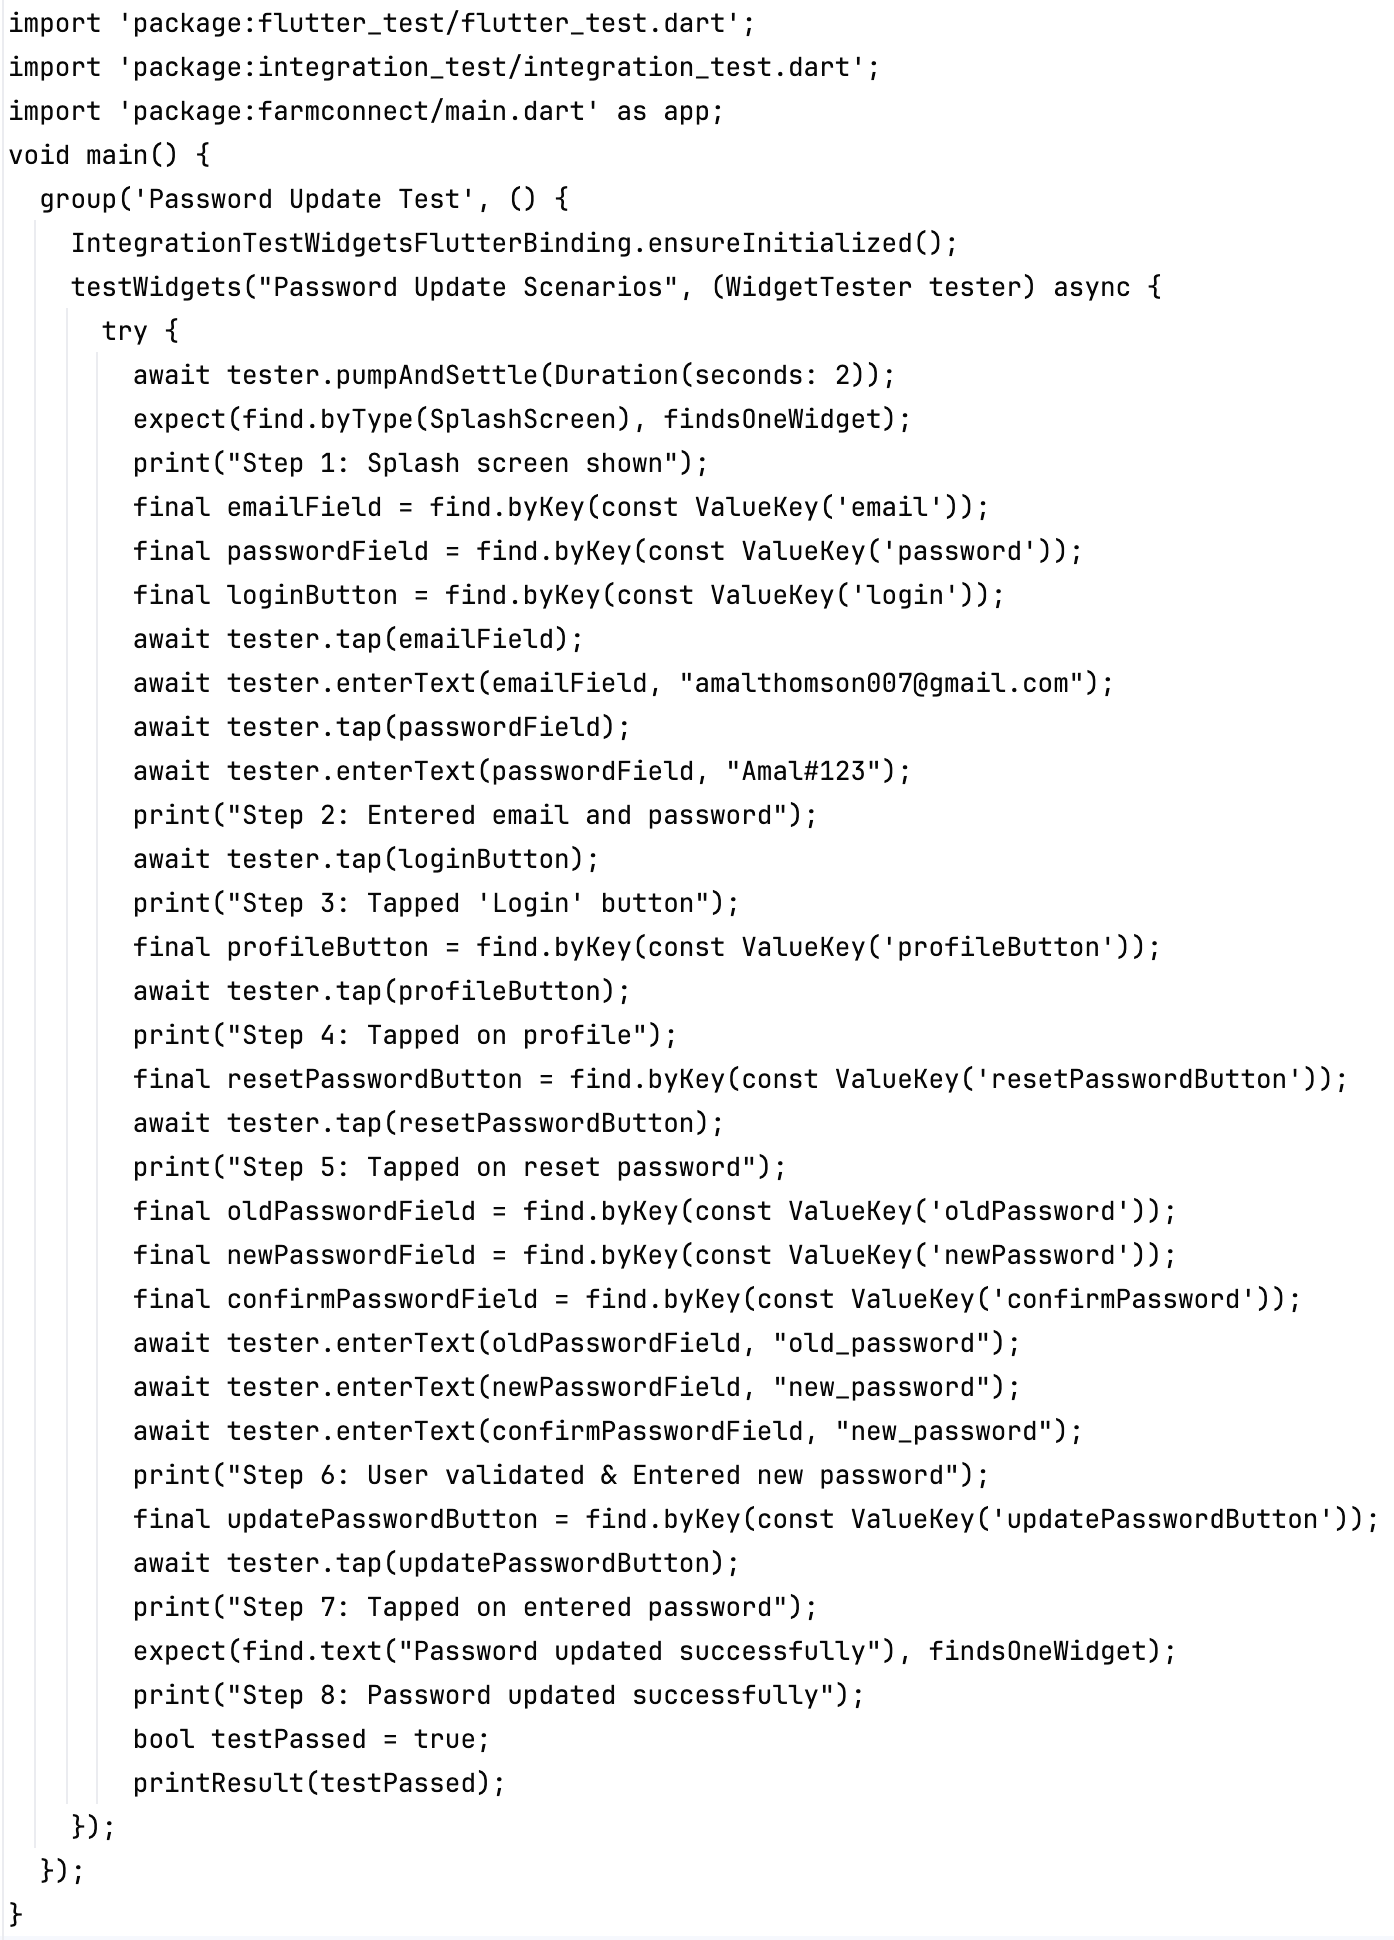 import 'package:flutter_test/flutter_test.dart';
import 'package:integration_test/integration_test.dart';
import 'package:farmconnect/main.dart' as app;
void main() {
  group('Password Update Test', () {
    IntegrationTestWidgetsFlutterBinding.ensureInitialized();
    testWidgets("Password Update Scenarios", (WidgetTester tester) async {
      try {
        await tester.pumpAndSettle(Duration(seconds: 2));
        expect(find.byType(SplashScreen), findsOneWidget);
        print("Step 1: Splash screen shown");
        final emailField = find.byKey(const ValueKey('email'));
        final passwordField = find.byKey(const ValueKey('password'));
        final loginButton = find.byKey(const ValueKey('login'));
        await tester.tap(emailField);
        await tester.enterText(emailField, "amalthomson007@gmail.com");
        await tester.tap(passwordField);
        await tester.enterText(passwordField, "Amal#123");
        print("Step 2: Entered email and password");
        await tester.tap(loginButton);
        print("Step 3: Tapped 'Login' button");
        final profileButton = find.byKey(const ValueKey('profileButton'));
        await tester.tap(profileButton);
        print("Step 4: Tapped on profile");
        final resetPasswordButton = find.byKey(const ValueKey('resetPasswordButton'));
        await tester.tap(resetPasswordButton);
        print("Step 5: Tapped on reset password");
        final oldPasswordField = find.byKey(const ValueKey('oldPassword'));
        final newPasswordField = find.byKey(const ValueKey('newPassword'));
        final confirmPasswordField = find.byKey(const ValueKey('confirmPassword'));
        await tester.enterText(oldPasswordField, "old_password");
        await tester.enterText(newPasswordField, "new_password");
        await tester.enterText(confirmPasswordField, "new_password");
        print("Step 6: User validated & Entered new password");
        final updatePasswordButton = find.byKey(const ValueKey('updatePasswordButton'));
        await tester.tap(updatePasswordButton);
        print("Step 7: Tapped on entered password");
        expect(find.text("Password updated successfully"), findsOneWidget);
        print("Step 8: Password updated successfully");
        bool testPassed = true;
        printResult(testPassed);
    });
  });
}